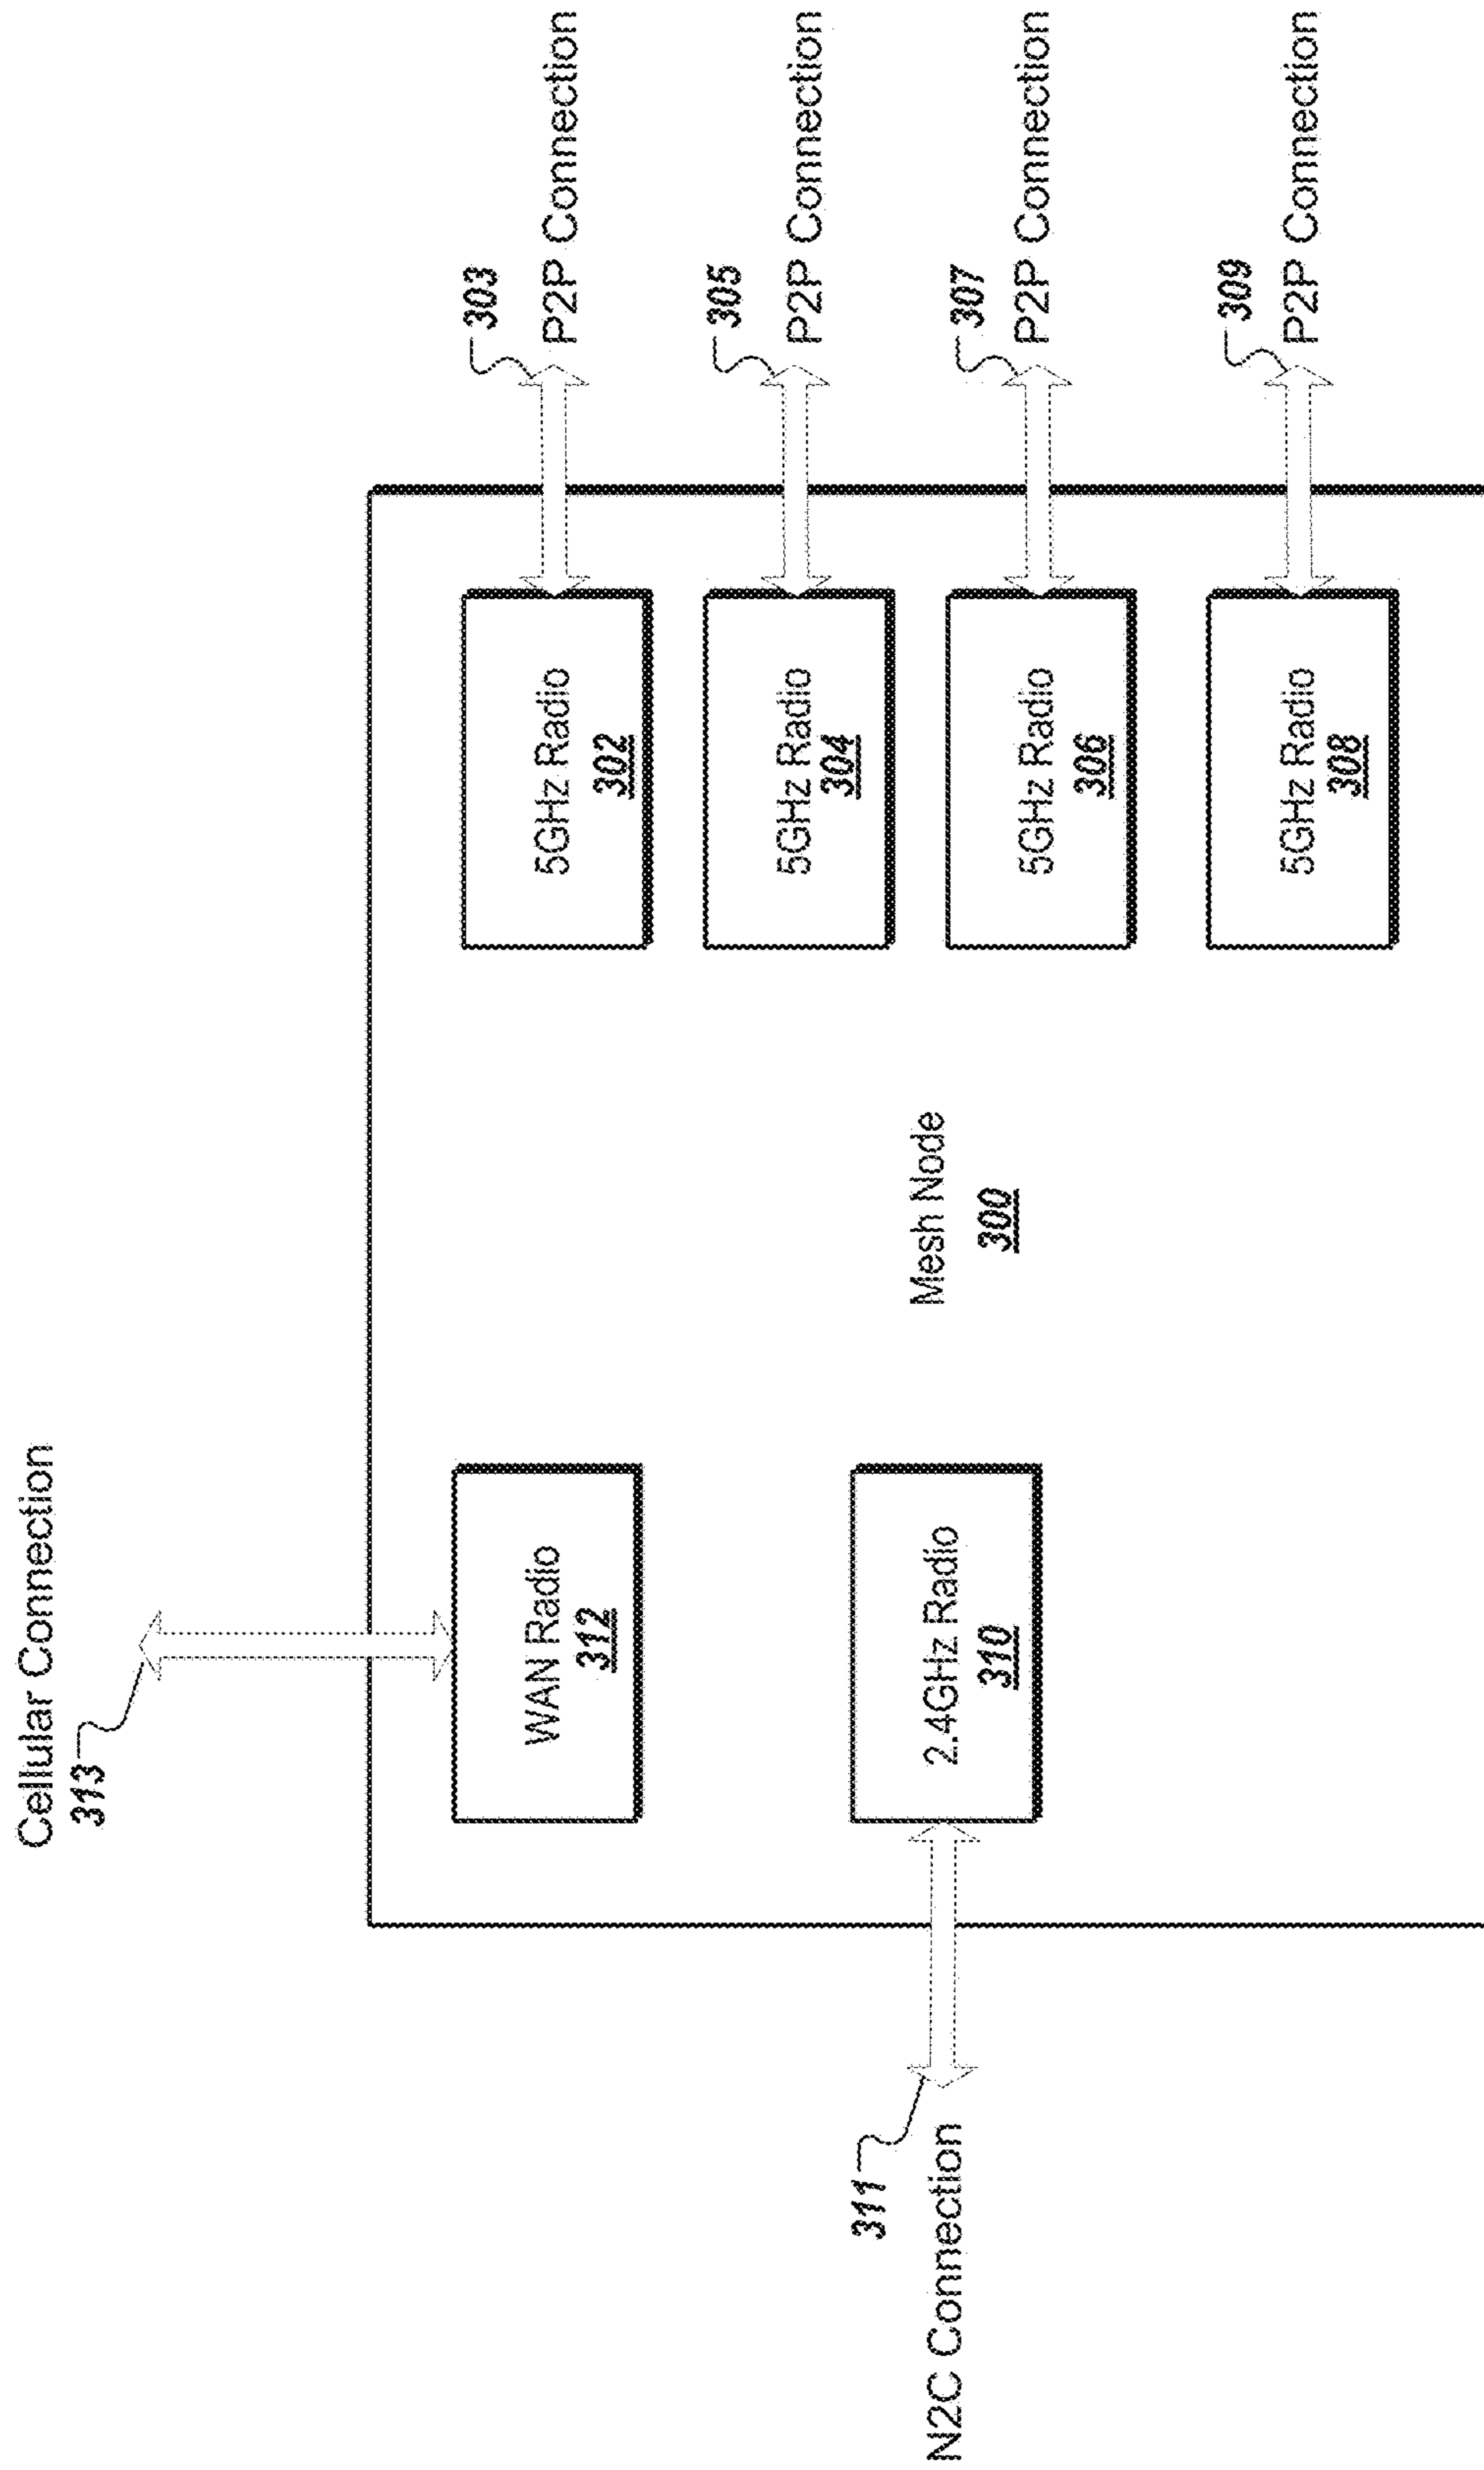 Cellular Connection
313
WAN Radio
312
5GHz Radio
302
303
P2P Connection
5GHz Radio
304
305
P2P Connection
311
N2C Connection
2.4GHz Radio
310
Mesh Node
300
5GHz Radio
306
307
P2P Connection
5GHz Radio
308
309
P2P Connection